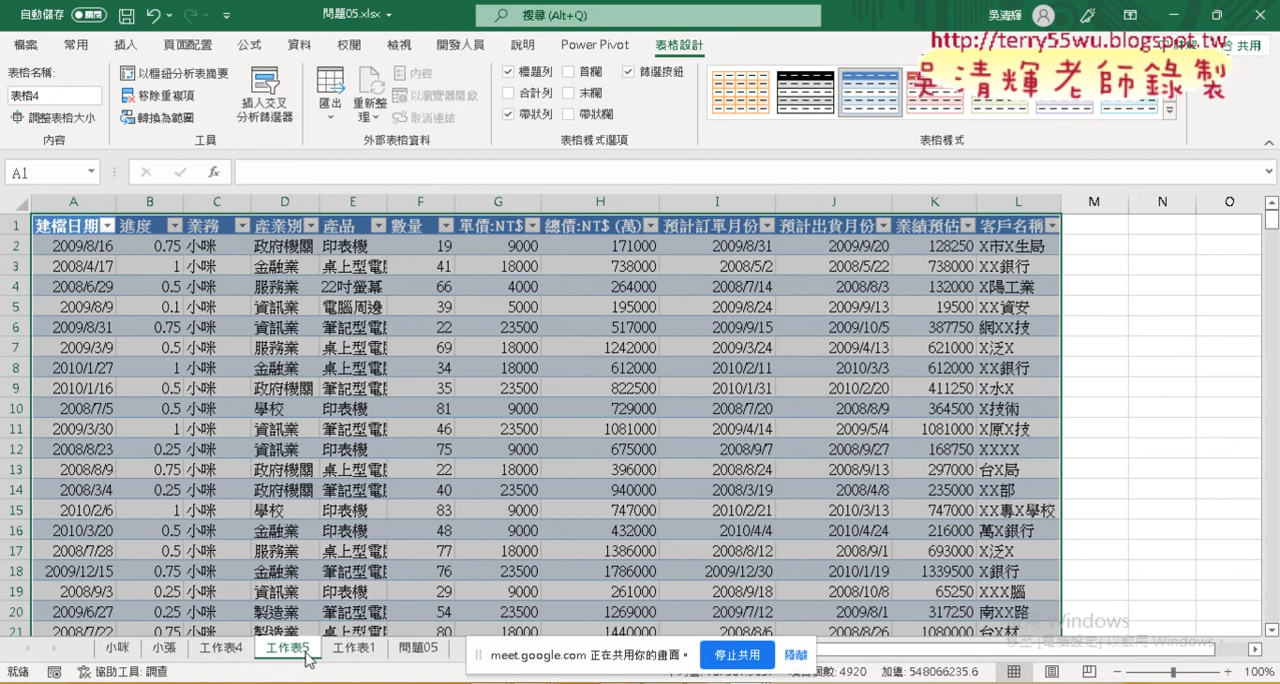 自動儲存 問題05.xlsx 搜尋 (Alt+Q) 吳清輝
檔案 常用 插入 頁面配置 公式 資料 校閱 檢視 開發人員 說明 Power Pivot 表格設計 共用
http://terry55wu.blogspot.tw
吳清輝老師錄製
表格名稱:
表格4
調整表格大小
內容
以樞紐分析表摘要
移除重複項
轉換為範圍
插入交叉
分析篩選器
工具
匯出 重新整
理
內容
以瀏覽器開啟
取消連結
外部表格資料
標題列 首欄 篩選按鈕
合計列 末欄
帶狀列 帶狀欄
表格樣式選項
表格樣式
A1 fx
A B C D E F G H I J K L M N O
1 建檔日期 進度 業務 產業別 產品 數量 單價:NT$ 總價:NT$ (萬) 預計訂單月份 預計出貨月份 業績預估 客戶名稱
2 2009/8/16 0.75 小咪 政府機關 印表機 19 9000 171000 2009/8/31 2009/9/20 128250 X市X生局
3 2008/4/17 1 小咪 金融業 桌上型電腦 41 18000 738000 2008/5/2 2008/5/22 738000 XX銀行
4 2008/6/29 0.5 小咪 服務業 22吋螢幕 66 4000 264000 2008/7/14 2008/8/3 132000 X陽工業
5 2009/8/9 0.1 小咪 資訊業 電腦周邊 39 5000 195000 2009/8/24 2009/9/13 19500 XX資安
6 2009/8/31 0.75 小咪 資訊業 筆記型電腦 22 23500 517000 2009/9/15 2009/10/5 387750 網XX技
7 2009/3/9 0.5 小咪 服務業 桌上型電腦 69 18000 1242000 2009/3/24 2009/4/13 621000 X泛X
8 2010/1/27 1 小咪 金融業 桌上型電腦 34 18000 612000 2010/2/11 2010/3/3 612000 XX銀行
9 2010/1/16 0.5 小咪 政府機關 筆記型電腦 35 23500 822500 2010/1/31 2010/2/20 411250 X水X
10 2008/7/5 0.5 小咪 學校 印表機 81 9000 729000 2008/7/20 2008/8/9 364500 X技術
11 2009/3/30 1 小咪 資訊業 筆記型電腦 46 23500 1081000 2009/4/14 2009/5/4 1081000 X原X技
12 2008/8/23 0.25 小咪 資訊業 印表機 75 9000 675000 2008/9/7 2008/9/27 168750 XXXX
13 2008/8/9 0.75 小咪 政府機關 桌上型電腦 22 18000 396000 2008/8/24 2008/9/13 297000 台X局
14 2008/3/4 0.25 小咪 政府機關 筆記型電腦 40 23500 940000 2008/3/19 2008/4/8 235000 XX部
15 2010/2/6 1 小咪 學校 印表機 83 9000 747000 2010/2/21 2010/3/13 747000 XX專X學校
16 2010/3/20 0.5 小咪 金融業 印表機 48 9000 432000 2010/4/4 2010/4/24 216000 萬X銀行
17 2008/7/28 0.5 小咪 服務業 桌上型電腦 77 18000 1386000 2008/8/12 2008/9/1 693000 X泛X
18 2009/12/15 0.75 小咪 金融業 筆記型電腦 76 23500 1786000 2009/12/30 2010/1/19 1339500 X銀行
19 2008/9/3 0.25 小咪 資訊業 印表機 29 9000 261000 2008/9/18 2008/10/8 65250 XXX腦
20 2009/6/27 0.25 小咪 製造業 筆記型電腦 54 23500 1269000 2009/7/12 2009/8/1 317250 南XX路
21 2008/7/22 0.75 小咪 製造業 桌上型電腦 80 18000 1440000 2008/8/6 2008/8/26 1080000 台X材
小咪 小張 工作表4 工作表5 工作表1 問題05
meet.google.com 正在共用你的畫面。 停止共用 隱藏
就緒 協助工具: 調查 項目個數: 4920 加總: 548066235.6 100%